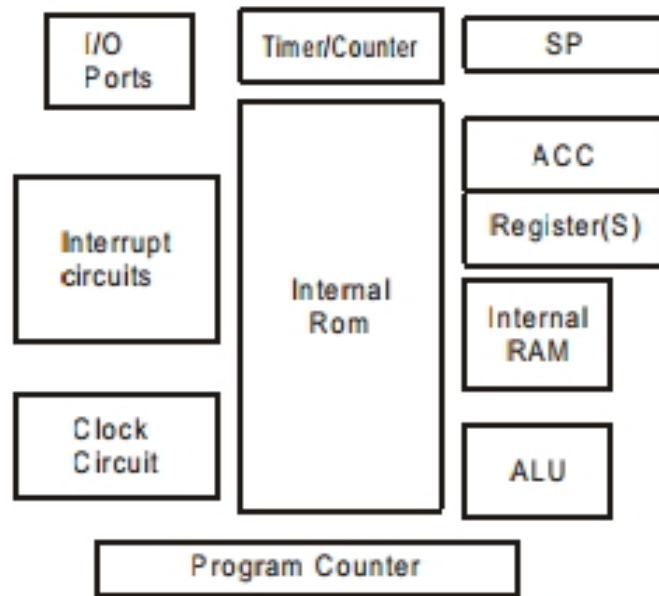 I/O
Ports
Timer/Counter
SP
ACC
Register(S)
Interrupt
circuits
Internal
Rom
Internal
RAM
Clock
Circuit
ALU
Program Counter